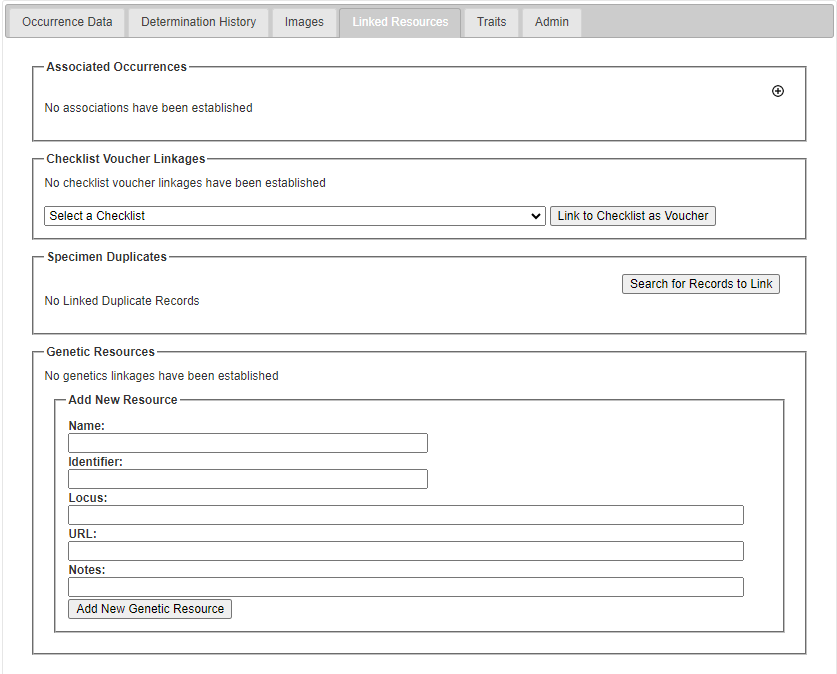 Occurrence Data Determination History Images Linked Resources Traits Admin
Associated Occurrences
No associations have been established
Checklist Voucher Linkages
No checklist voucher linkages have been established
Select a Checklist Link to Checklist as Voucher
Specimen Duplicates
Search for Records to Link
No Linked Duplicate Records
Genetic Resources
No genetics linkages have been established
Add New Resource
Name:
Identifier:
Locus:
URL:
Notes:
Add New Genetic Resource